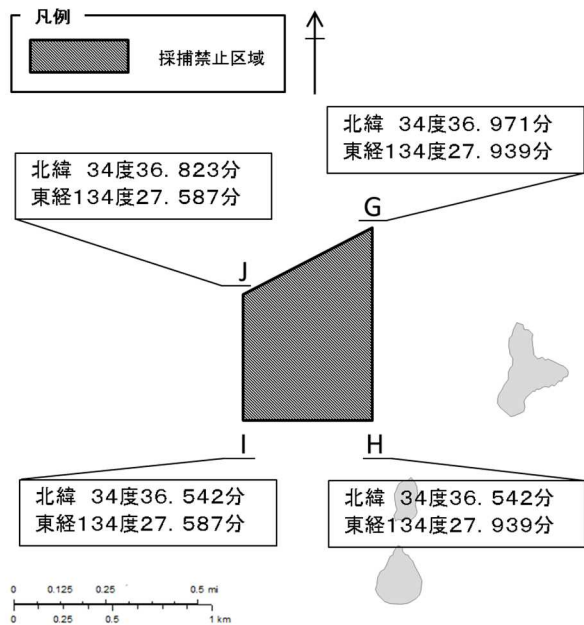 凡例
採捕禁止区域
北緯 34度36.971分
東経134度27.939分
北緯 34度36.823分
東経134度27.587分
G
J
I
H
北緯 34度36.542分
東経134度27.587分
北緯 34度36.542分
東経134度27.939分
0 0.125 0.25 0.5 mi
0 0.25 0.5 1 km